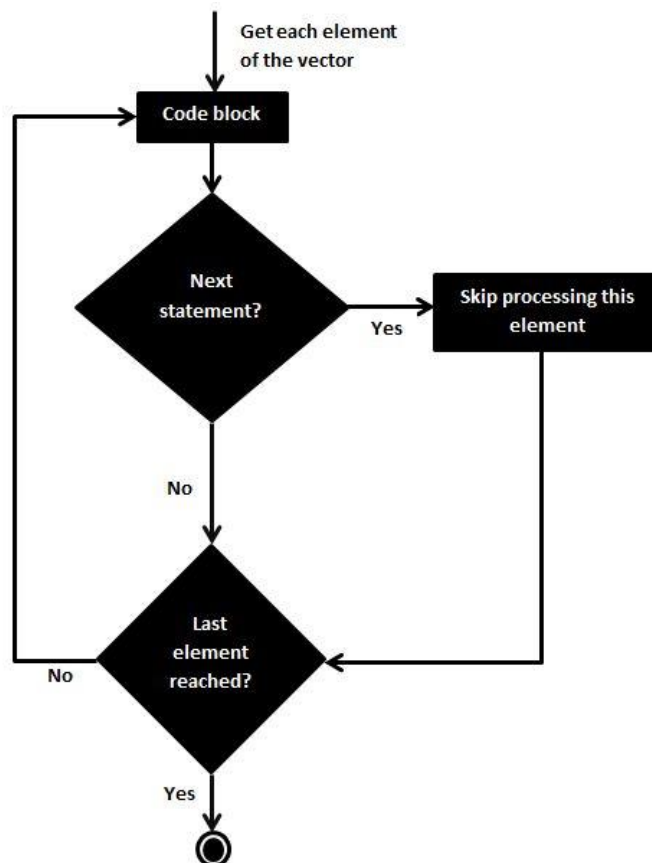 Get each element
of the vector
Code block
Next
statement?
Yes
Skip processing this
element
No
Last
element
reached?
No
Yes